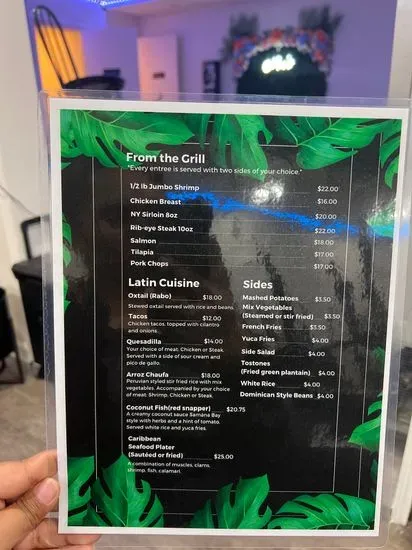 From the Grill
"Every entree is served with two sides of your choice."
1/2 lb Jumbo Shrimp $22.00
Chicken Breast $16.00
NY Sirloin 8oz $20.00
Rib-eye Steak 10oz $22.00
Salmon $18.00
Tilapia $17.00
Pork Chops $17.00
Latin Cuisine
Oxtail (Rabo) $18.00
Stewed oxtail served with rice and beans.
Tacos $12.00
Chicken tacos, topped with cilantro
and onions.
Quesadilla $14.00
Your choice of meat; Chicken or Steak.
Served with a side of sour cream and
pico de gallo.
Arroz Chaufa $18.00
Peruvian styled stir fried rice with mix
vegetables. Accompanied by your choice
of meat; Shrimp, Chicken or Steak.
Coconut Fish(red snapper) $20.75
A creamy coconut sauce Samana Bay
style with herbs and a hint of tomato.
Served white rice and yuca fries.
Caribbean
Seafood Plater
(Sautéed or fried) $25.00
A combination of muscles, clams,
shrimp, fish, calamari.
Sides
Mashed Potatoes $3.50
Mix Vegetables
(Steamed or stir fried) $3.50
French Fries $3.50
Yuca Fries $4.00
Side Salad $4.00
Tostones
(Fried green plantain) $4.00
White Rice $4.00
Dominican Style Beans $4.00